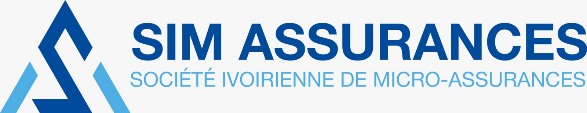 SIM ASSURANCES
SOCIÉTÉ IVOIRIENNE DE MICRO-ASSURANCES